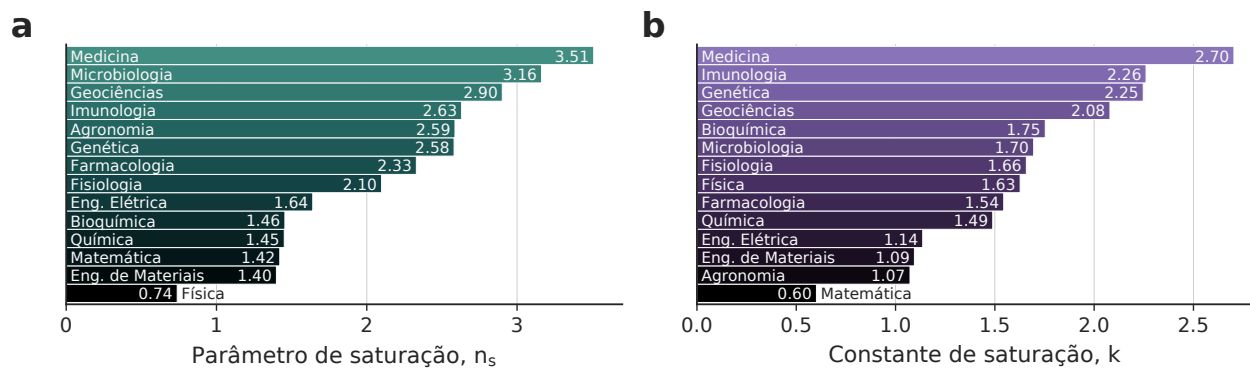 a
Medicina 3.51
Microbiologia 3.16
Geociências 2.90
Imunologia 2.63
Agronomia 2.59
Genética 2.58
Farmacologia 2.33
Fisiologia 2.10
Eng. Elétrica 1.64
Bioquímica 1.46
Química 1.45
Matemática 1.42
Eng. de Materiais 1.40
0.74 Física
0 1 2 3
Parâmetro de saturação, nₛ
b
Medicina 2.70
Imunologia 2.26
Genética 2.25
Geociências 2.08
Bioquímica 1.75
Microbiologia 1.70
Fisiologia 1.66
Física 1.63
Farmacologia 1.54
Química 1.49
Eng. Elétrica 1.14
Eng. de Materiais 1.09
Agronomia 1.07
0.60 Matemática
0.0 0.5 1.0 1.5 2.0 2.5
Constante de saturação, k